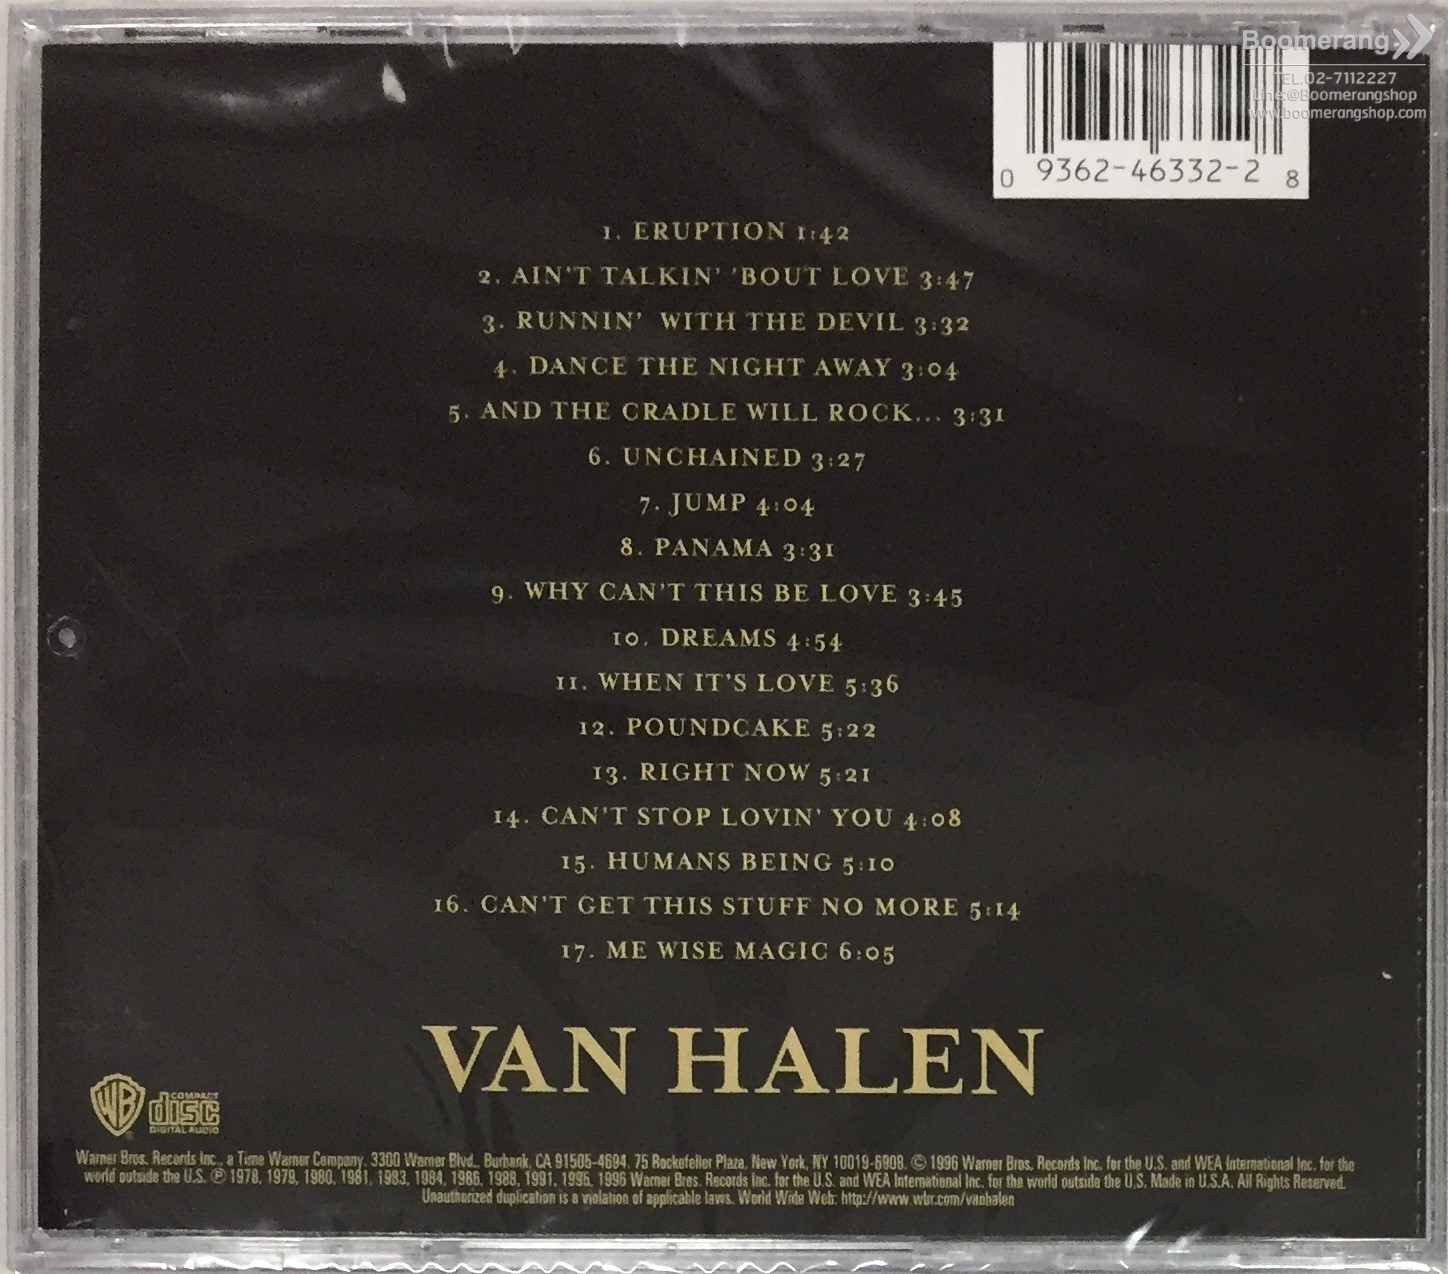 Boomerang
TEL.02-7112227
Line:@Boomerangshop
www.boomerangshop.com
0 9362-46332-2 8
1. ERUPTION 1:42
2. AIN'T TALKIN' 'BOUT LOVE 3:47
3. RUNNIN' WITH THE DEVIL 3:32
4. DANCE THE NIGHT AWAY 3:04
5. AND THE CRADLE WILL ROCK... 3:31
6. UNCHAINED 3:27
7. JUMP 4:04
8. PANAMA 3:31
9. WHY CAN'T THIS BE LOVE 3:45
10. DREAMS 4:54
11. WHEN IT'S LOVE 5:36
12. POUNDCAKE 5:22
13. RIGHT NOW 5:21
14. CAN'T STOP LOVIN' YOU 4:08
15. HUMANS BEING 5:10
16. CAN'T GET THIS STUFF NO MORE 5:14
17. ME WISE MAGIC 6:05
VAN HALEN
WB
COMPACT
disc
DIGITAL AUDIO
Warner Bros. Records Inc., a Time Warner Company. 3300 Warner Blvd., Burbank, CA 91505-4694. 75 Rockefeller Plaza, New York, NY 10019-6908. © 1996 Warner Bros. Records Inc. for the U.S. and WEA International Inc. for the
world outside the U.S. ℗ 1978, 1979, 1980, 1981, 1983, 1984, 1986, 1988, 1991, 1995, 1996 Warner Bros. Records Inc. for the U.S. and WEA International Inc. for the world outside the U.S. Made in U.S.A. All Rights Reserved.
Unauthorized duplication is a violation of applicable laws. World Wide Web: http://www.wbr.com/vanhalen